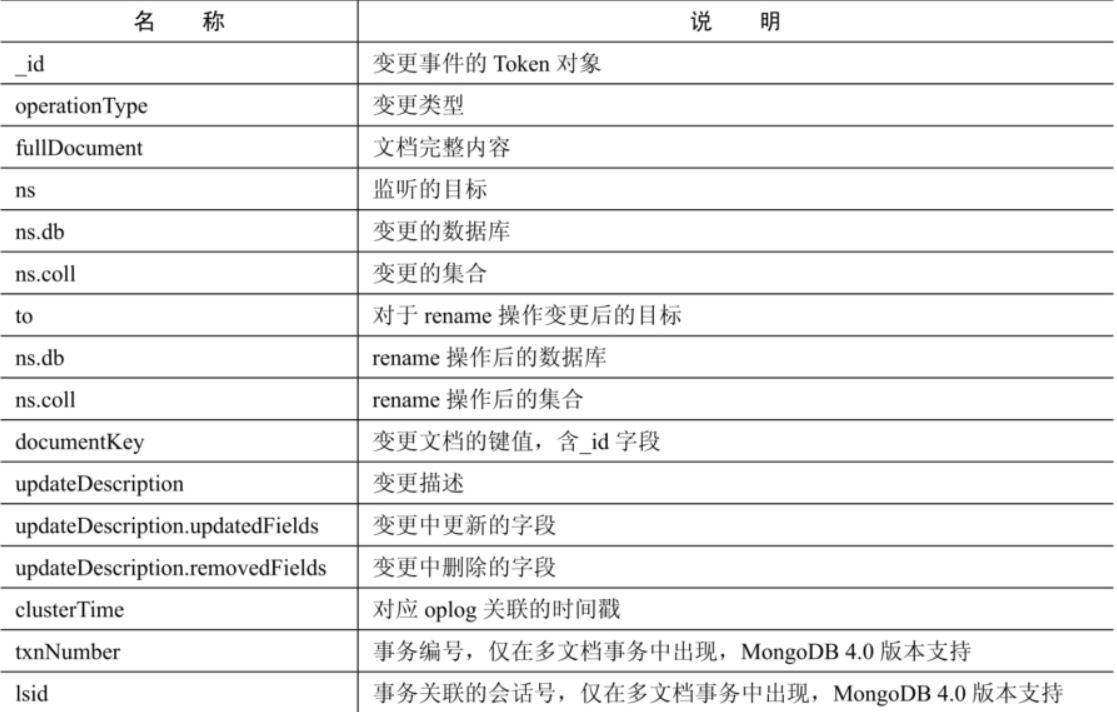 名 称 说 明
_id 变更事件的 Token 对象
operationType 变更类型
fullDocument 文档完整内容
ns 监听的目标
ns.db 变更的数据库
ns.coll 变更的集合
to 对于 rename 操作变更后的目标
ns.db rename 操作后的数据库
ns.coll rename 操作后的集合
documentKey 变更文档的键值，含_id 字段
updateDescription 变更描述
updateDescription.updatedFields 变更中更新的字段
updateDescription.removedFields 变更中删除的字段
clusterTime 对应 oplog 关联的时间戳
txnNumber 事务编号，仅在多文档事务中出现，MongoDB 4.0 版本支持
lsid 事务关联的会话号，仅在多文档事务中出现，MongoDB 4.0 版本支持